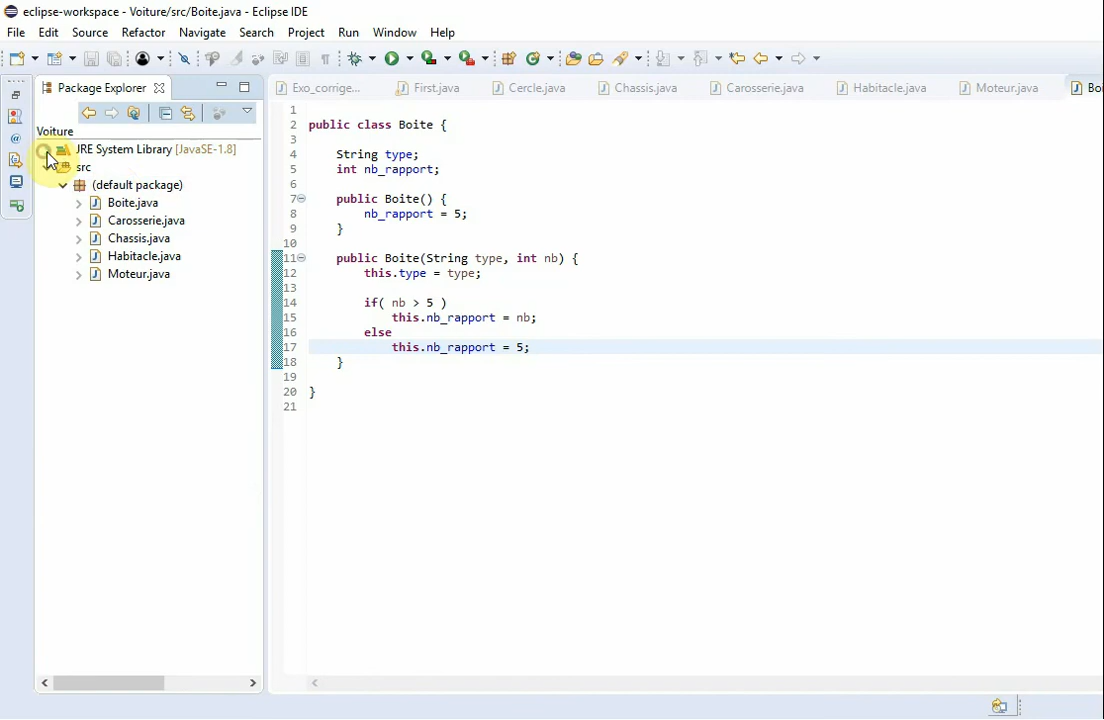 eclipse-workspace - Voiture/src/Boite.java - Eclipse IDE
File Edit Source Refactor Navigate Search Project Run Window Help
Package Explorer
Exo_corrige... First.java Cercle.java Chassis.java Carosserie.java Habitacle.java Moteur.java
Voiture
JRE System Library [JavaSE-1.8]
src
(default package)
Boite.java
Carosserie.java
Chassis.java
Habitacle.java
Moteur.java
1
2 public class Boite {
3
4 String type;
5 int nb_rapport;
6
7 public Boite() {
8 nb_rapport = 5;
9 }
10
11 public Boite(String type, int nb) {
12 this.type = type;
13
14 if( nb > 5 )
15 this.nb_rapport = nb;
16 else
17 this.nb_rapport = 5;
18 }
19
20 }
21